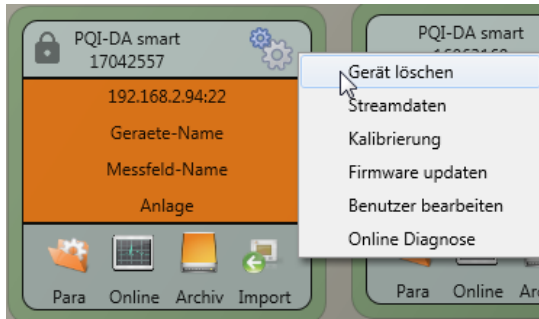 PQI-DA smart
17042557
192.168.2.94:22
Geraete-Name
Messfeld-Name
Anlage
Para Online Archiv Import
PQI-DA smart
Gerät löschen
Streamdaten
Kalibrierung
Firmware updaten
Benutzer bearbeiten
Online Diagnose
Para Online